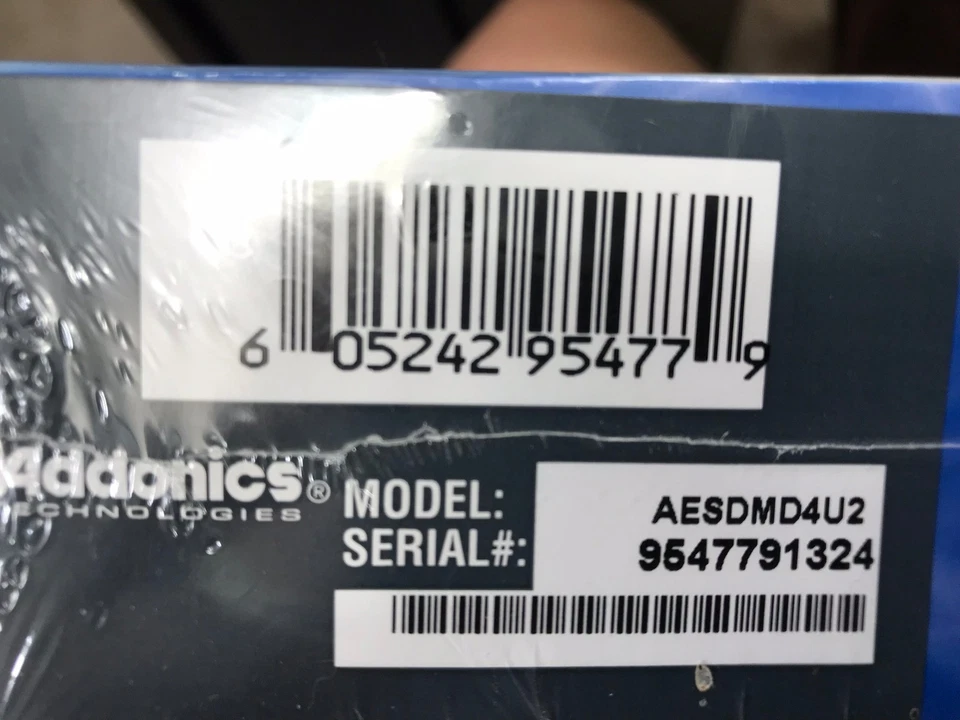 6 05242 95477 9
Addonics®
TECHNOLOGIES
MODEL: AESDMD4U2
SERIAL#: 9547791324